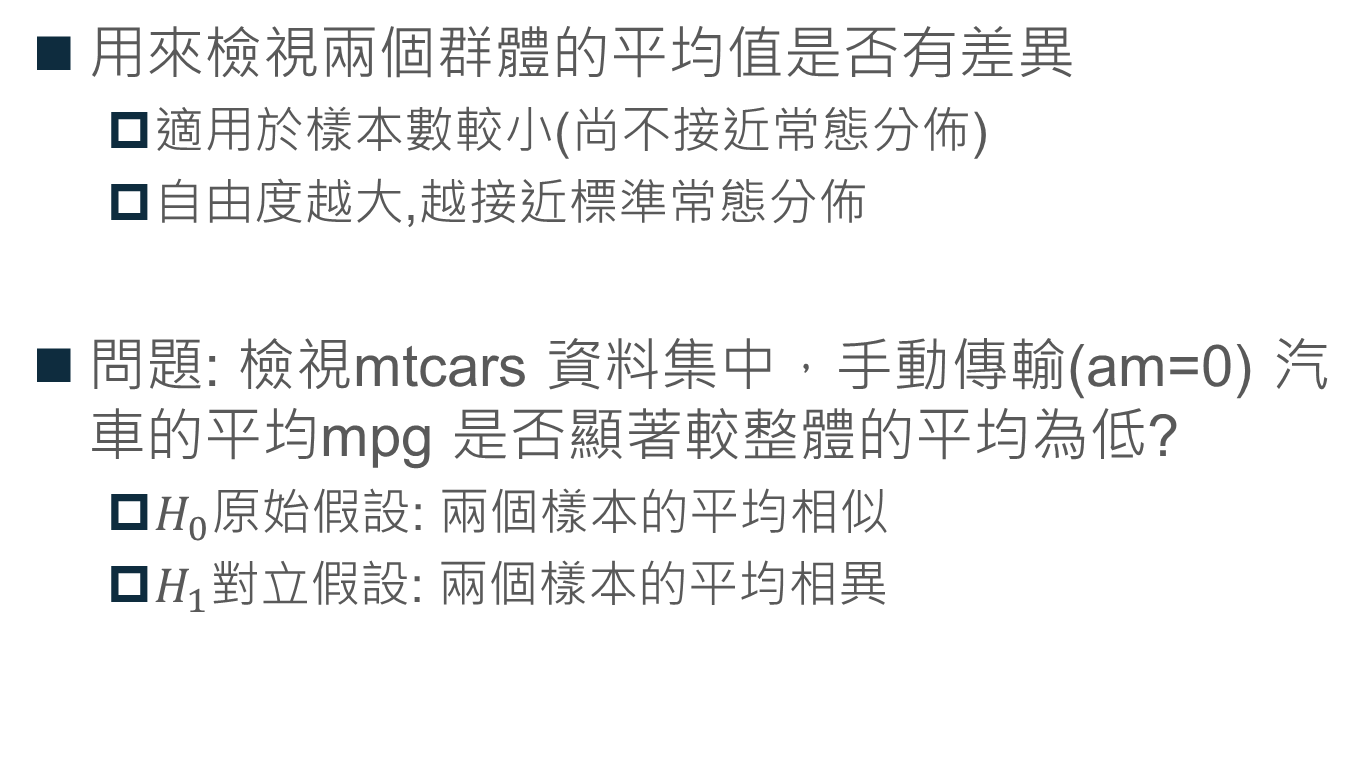 用來檢視兩個群體的平均值是否有差異
適用於樣本數較小(尚不接近常態分佈)
自由度越大,越接近標準常態分佈
問題: 檢視mtcars 資料集中，手動傳輸(am=0) 汽
車的平均mpg 是否顯著較整體的平均為低?
H₀原始假設: 兩個樣本的平均相似
H₁對立假設: 兩個樣本的平均相異